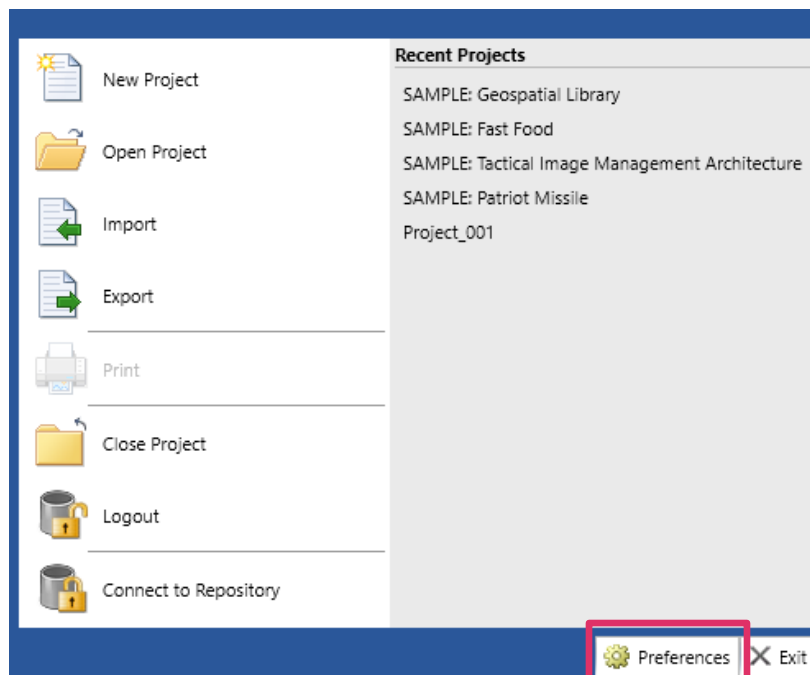 New Project
Open Project
Import
Export
Print
Close Project
Logout
Connect to Repository
Recent Projects
SAMPLE: Geospatial Library
SAMPLE: Fast Food
SAMPLE: Tactical Image Management Architecture
SAMPLE: Patriot Missile
Project_001
Preferences
Exit